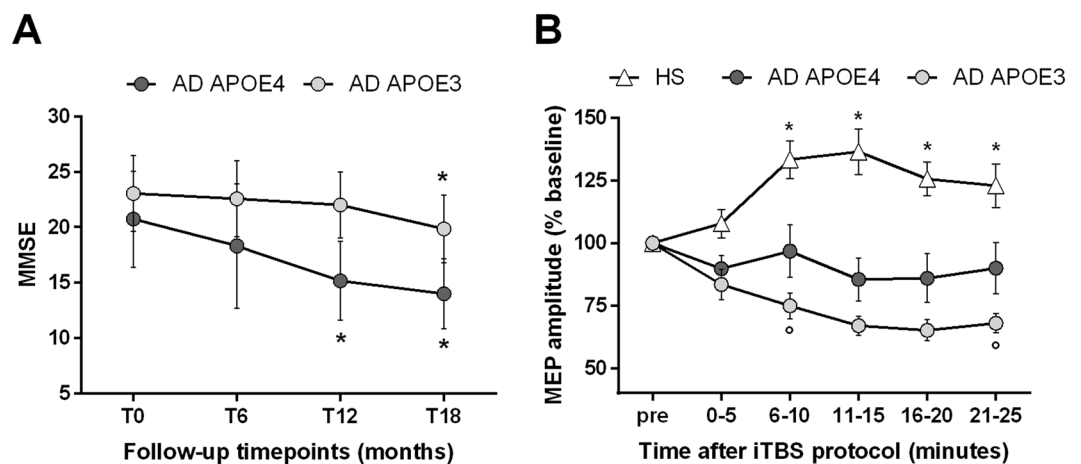 A
AD APOE4 AD APOE3
MMSE
30
25
20
15
10
5
*
*
*
T0 T6 T12 T18
Follow-up timepoints (months)
B
HS AD APOE4 AD APOE3
MEP amplitude (% baseline)
150
125
100
75
50
* * * *
pre 0-5 6-10 11-15 16-20 21-25
Time after iTBS protocol (minutes)